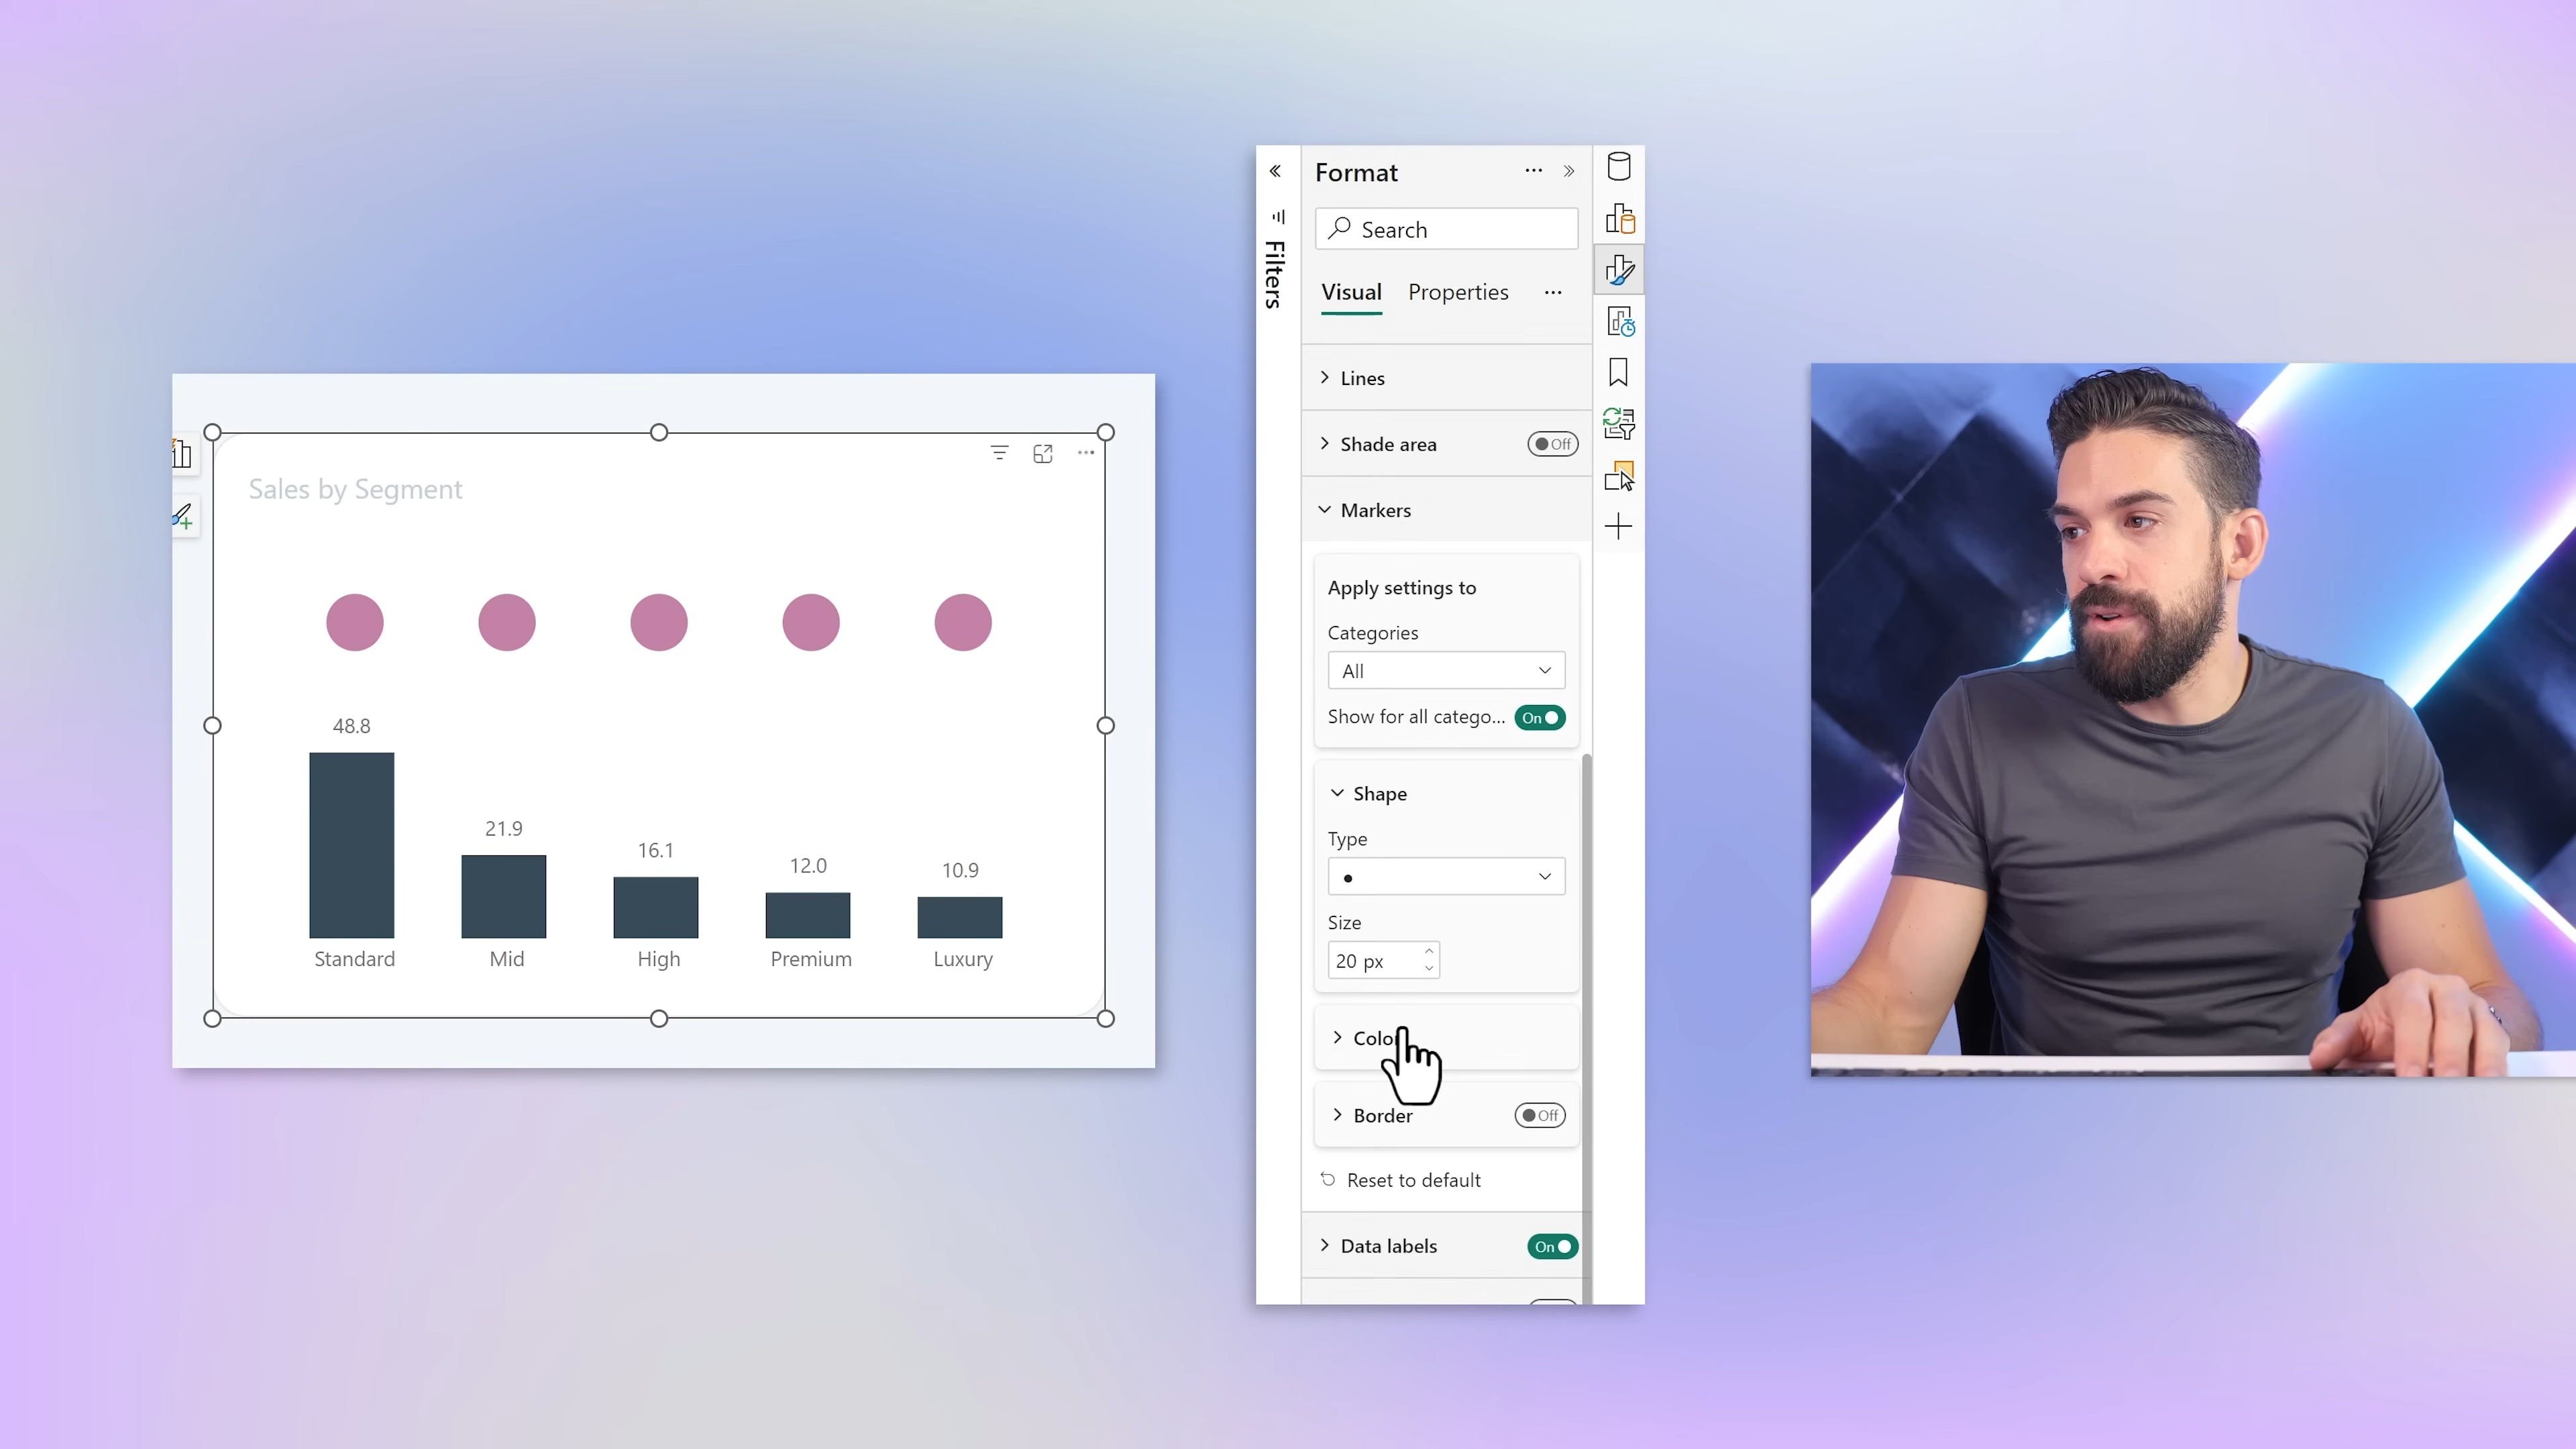 Sales by Segment
48.8
21.9
16.1
12.0
10.9
Standard
Mid
High
Premium
Luxury
Filters
Format
Search
Visual
Properties
Lines
Shade area
Off
Markers
Apply settings to
Categories
All
Show for all catego...
On
Shape
Type
Size
20 px
Colo
Border
Off
Reset to default
Data labels
On